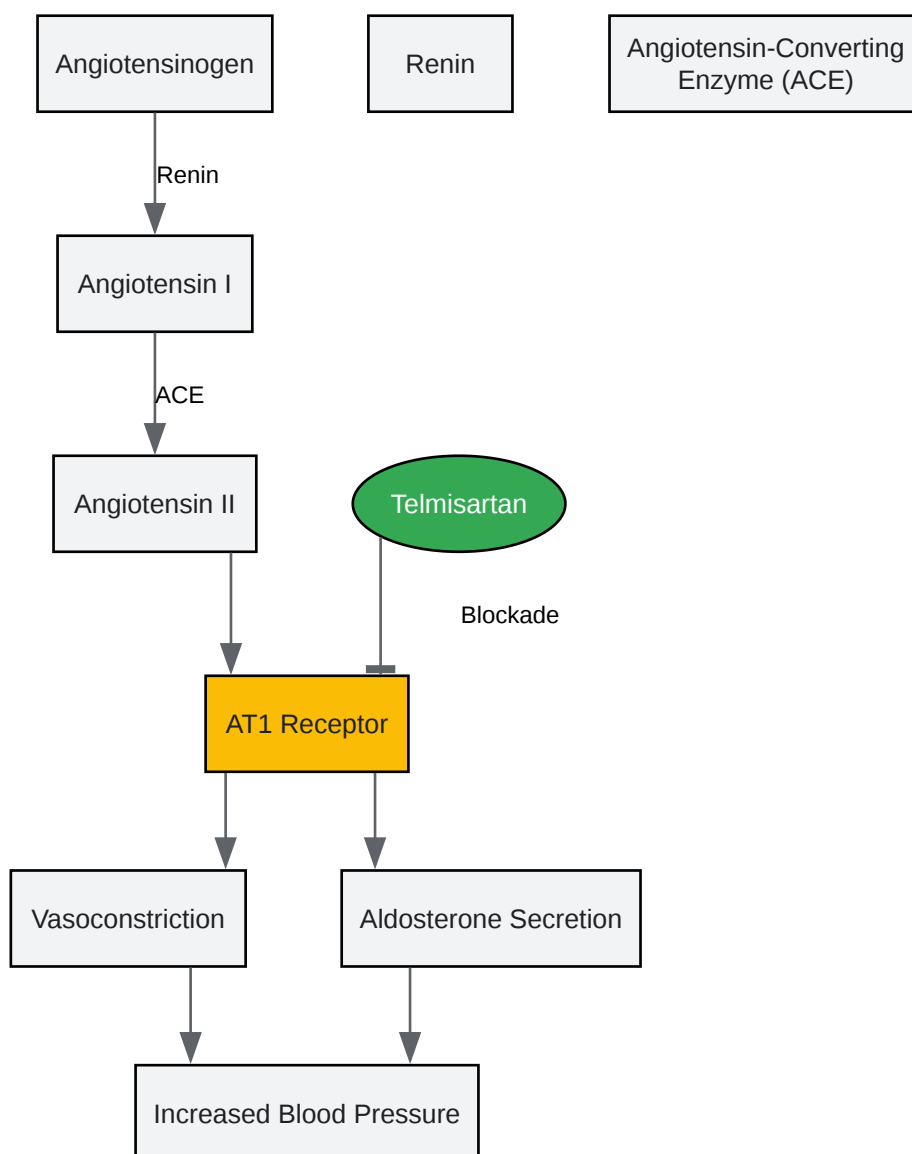 Angiotensinogen
Renin
Angiotensin-Converting
Enzyme (ACE)
Renin
Angiotensin I
ACE
Angiotensin II
Telmisartan
Blockade
AT1 Receptor
Vasoconstriction
Aldosterone Secretion
Increased Blood Pressure